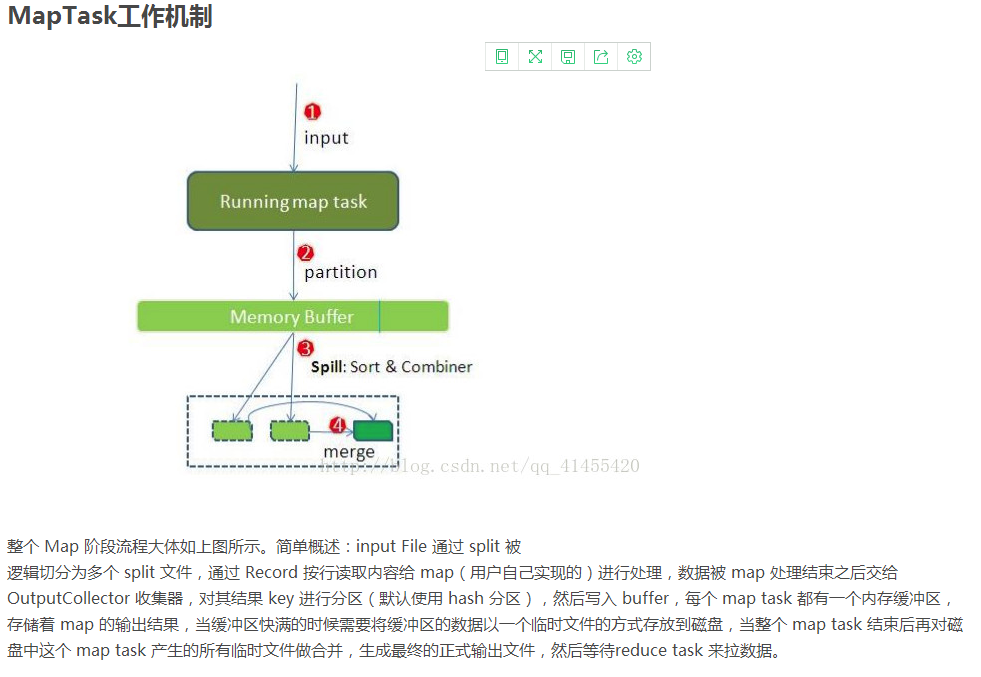 MapTask工作机制
1
input
Running map task
2
partition
Memory Buffer
3
Spill: Sort & Combiner
4
merge
http://blog.csdn.net/qq_41455420
整个 Map 阶段流程大体如上图所示。简单概述：input File 通过 split 被
逻辑切分为多个 split 文件，通过 Record 按行读取内容给 map（用户自己实现的）进行处理，数据被 map 处理结束之后交给
OutputCollector 收集器，对其结果 key 进行分区（默认使用 hash 分区），然后写入 buffer，每个 map task 都有一个内存缓冲区，
存储着 map 的输出结果，当缓冲区快满的时候需要将缓冲区的数据以一个临时文件的方式存放到磁盘，当整个 map task 结束后再对磁
盘中这个 map task 产生的所有临时文件做合并，生成最终的正式输出文件，然后等待reduce task 来拉数据。